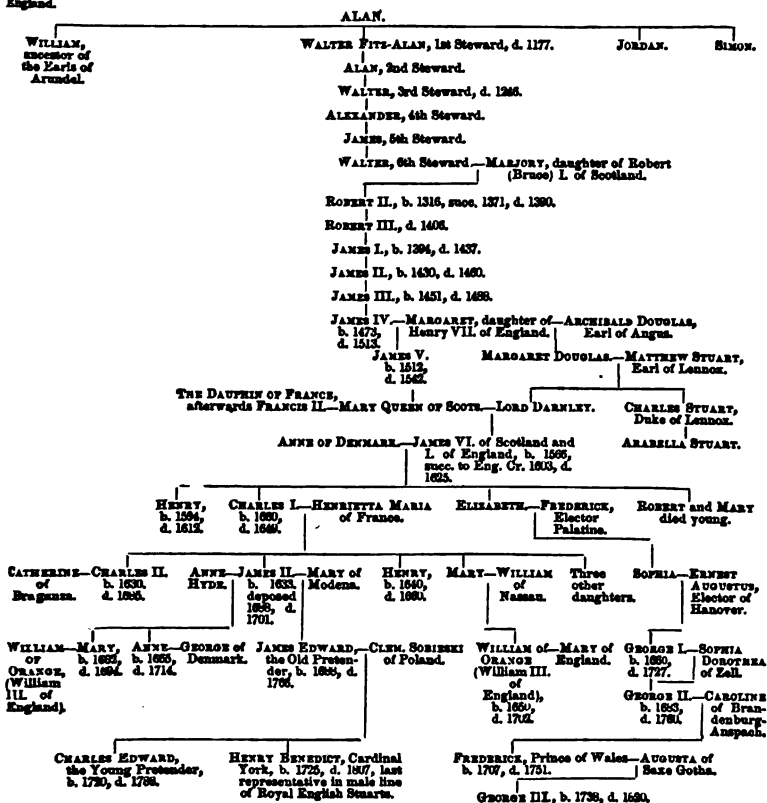 England.
ALAN.
WILLIAM, ancestor of the Earls of Arundel.
WALTER FITZ-ALAN, 1st Steward, d. 1177.
JORDAN.
SIMON.
ALAN, 2nd Steward.
WALTER, 3rd Steward, d. 1246.
ALEXANDER, 4th Steward.
JAMES, 5th Steward.
WALTER, 6th Steward.—MARJORY, daughter of Robert
(Bruce) I. of Scotland.
ROBERT II., b. 1316, succ. 1371, d. 1390.
ROBERT III., d. 1406.
JAMES I., b. 1394, d. 1437.
JAMES II., b. 1430, d. 1460.
JAMES III., b. 1451, d. 1488.
JAMES IV.—MARGARET, daughter of—ARCHIBALD DOUGLAS,
b. 1473, d. 1513.
Henry VII. of England.
Earl of Angus.
JAMES V.
b. 1512,
d. 1542.
MARGARET DOUGLAS.—MATTHEW STUART,
Earl of Lennox.
THE DAUPHIN OF FRANCE,
afterwards FRANCIS II.—MARY QUEEN OF SCOTS—LORD DARNLEY.
CHARLES STUART,
Duke of Lennox.
ANNE OF DENMARK.—JAMES VI. of Scotland and
I. of England, b. 1566,
succ. to Eng. Cr. 1603, d.
1625.
ARABELLA STUART.
HENRY,
b. 1594,
d. 1612.
CHARLES I.—HENRIETTA MARIA
b. 1600,
d. 1649.
of France.
ELIZABETH—FREDERICK,
Elector
Palatine.
ROBERT and MARY
died young.
CATHERINE—CHARLES II.
of
Braganza.
b. 1630,
d. 1685.
ANNE—JAMES II.—MARY of
HYDE.
b. 1633,
deposed
1688, d.
1701.
Modena.
HENRY,
b. 1640,
d. 1660.
MARY—WILLIAM
of
Nassau.
Three
other
daughters.
SOPHIA—ERNEST
AUGUSTUS,
Elector of
Hanover.
WILLIAM—MARY,
OF
ORANGE,
(William
III. of
England).
b. 1662,
d. 1694.
ANNE—GEORGE of
b. 1665,
d. 1714.
Denmark.
JAMES EDWARD,—CLEM. SOBIESKI
the Old Preten-
der, b. 1688, d.
1766.
of Poland.
WILLIAM of—MARY of
ORANGE
(William III.
of
England),
b. 1650,
d. 1702.
England.
GEORGE I.—SOPHIA
b. 1660,
d. 1727.
DOROTHEA
of Zell.
GEORGE II.—CAROLINE
b. 1683,
d. 1760.
of Bran-
denburg-
Anspach.
CHARLES EDWARD,
the Young Pretender,
b. 1720, d. 1788.
HENRY BENEDICT, Cardinal
York, b. 1725, d. 1807, last
representative in male line
of Royal English Stuarts.
FREDERICK, Prince of Wales—AUGUSTA of
b. 1707, d. 1751.
Saxe Gotha.
GEORGE III., b. 1738, d. 1820.